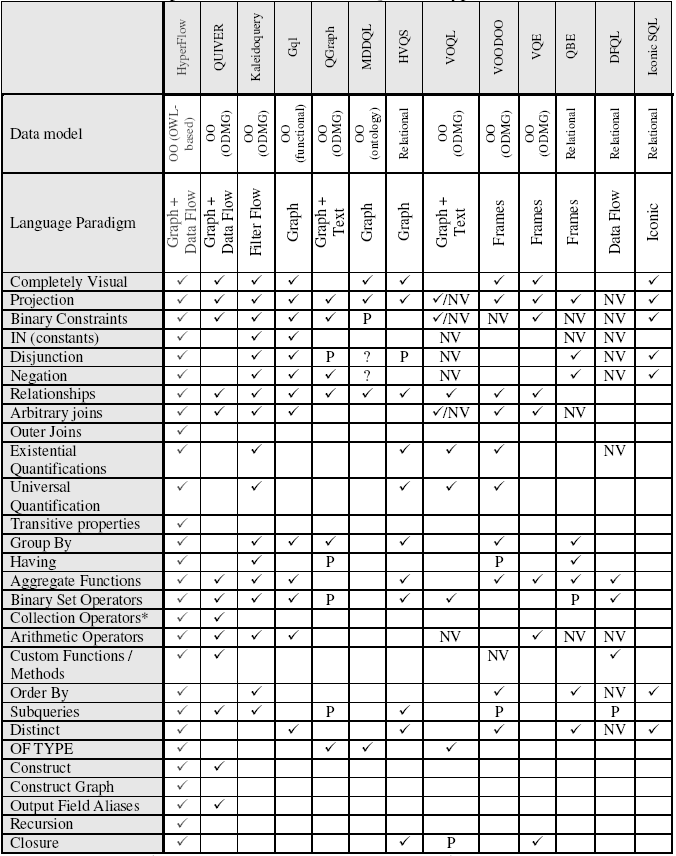 HyperFlow QUIVER Kaleidoquery Gql QGraph MDDQL HVQS VOQL VOODOO VQE QBE DFQL Iconic SQL
Data model OO (OWL-based) OO (ODMG) OO (ODMG) OO (functional) OO (ODMG) OO (ontology) Relational OO (ODMG) OO (ODMG) OO (ODMG) Relational Relational Relational
Language Paradigm Graph + Data Flow Graph + Data Flow Filter Flow Graph Graph + Text Graph Graph Graph + Text Frames Frames Frames Data Flow Iconic
Completely Visual ✓ ✓ ✓ ✓ ✓ ✓ ✓ ✓ ✓
Projection ✓ ✓ ✓ ✓ ✓ ✓ ✓ ✓/NV ✓ ✓ ✓ NV ✓
Binary Constraints ✓ ✓ ✓ ✓ ✓ P ✓/NV NV ✓ NV NV ✓
IN (constants) ✓ ✓ ✓ NV NV NV
Disjunction ✓ ✓ ✓ P ? P NV ✓ NV ✓
Negation ✓ ✓ ✓ ✓ ? NV ✓ NV ✓
Relationships ✓ ✓ ✓ ✓ ✓ ✓ ✓ ✓ ✓ ✓
Arbitrary joins ✓ ✓ ✓ ✓ ✓/NV ✓ ✓ NV
Outer Joins ✓
Existential ✓ ✓ ✓ ✓ ✓ NV
Quantifications
Universal ✓ ✓ ✓ ✓ ✓
Quantification
Transitive properties ✓
Group By ✓ ✓ ✓ ✓ ✓ ✓ ✓
Having ✓ ✓ P P ✓
Aggregate Functions ✓ ✓ ✓ ✓ ✓ ✓ ✓ ✓ ✓
Binary Set Operators ✓ ✓ ✓ ✓ P ✓ ✓ P ✓
Collection Operators* ✓ ✓
Arithmetic Operators ✓ ✓ ✓ ✓ NV ✓ NV NV
Custom Functions / ✓ ✓ NV ✓
Methods
Order By ✓ ✓ ✓ ✓ NV ✓
Subqueries ✓ ✓ ✓ P ✓ P P
Distinct ✓ ✓ ✓ ✓ ✓ NV ✓
OF TYPE ✓ ✓ ✓ ✓
Construct ✓ ✓
Construct Graph ✓
Output Field Aliases ✓ ✓
Recursion ✓
Closure ✓ ✓ P ✓